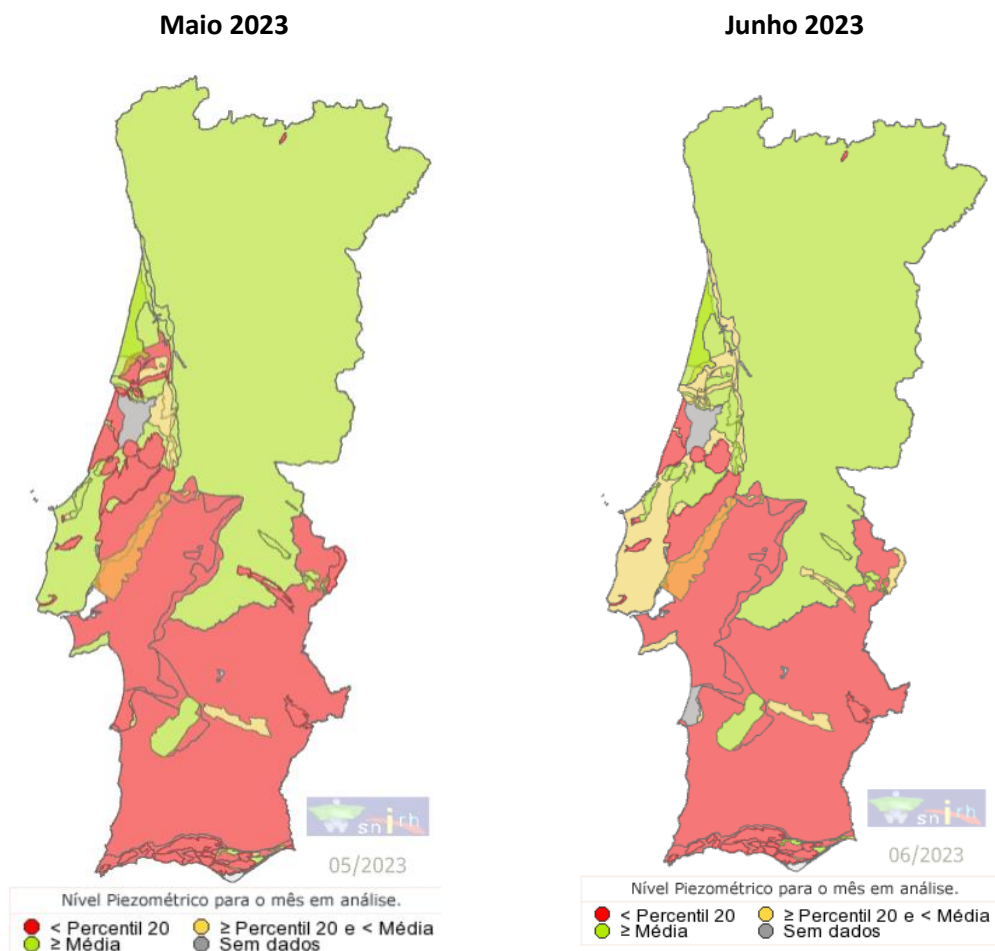 Maio 2023
Junho 2023
snirh
05/2023
snirh
06/2023
Nível Piezométrico para o mês em análise.
< Percentil 20 ≥ Percentil 20 e < Média
≥ Média Sem dados
Nível Piezométrico para o mês em análise.
< Percentil 20 ≥ Percentil 20 e < Média
≥ Média Sem dados